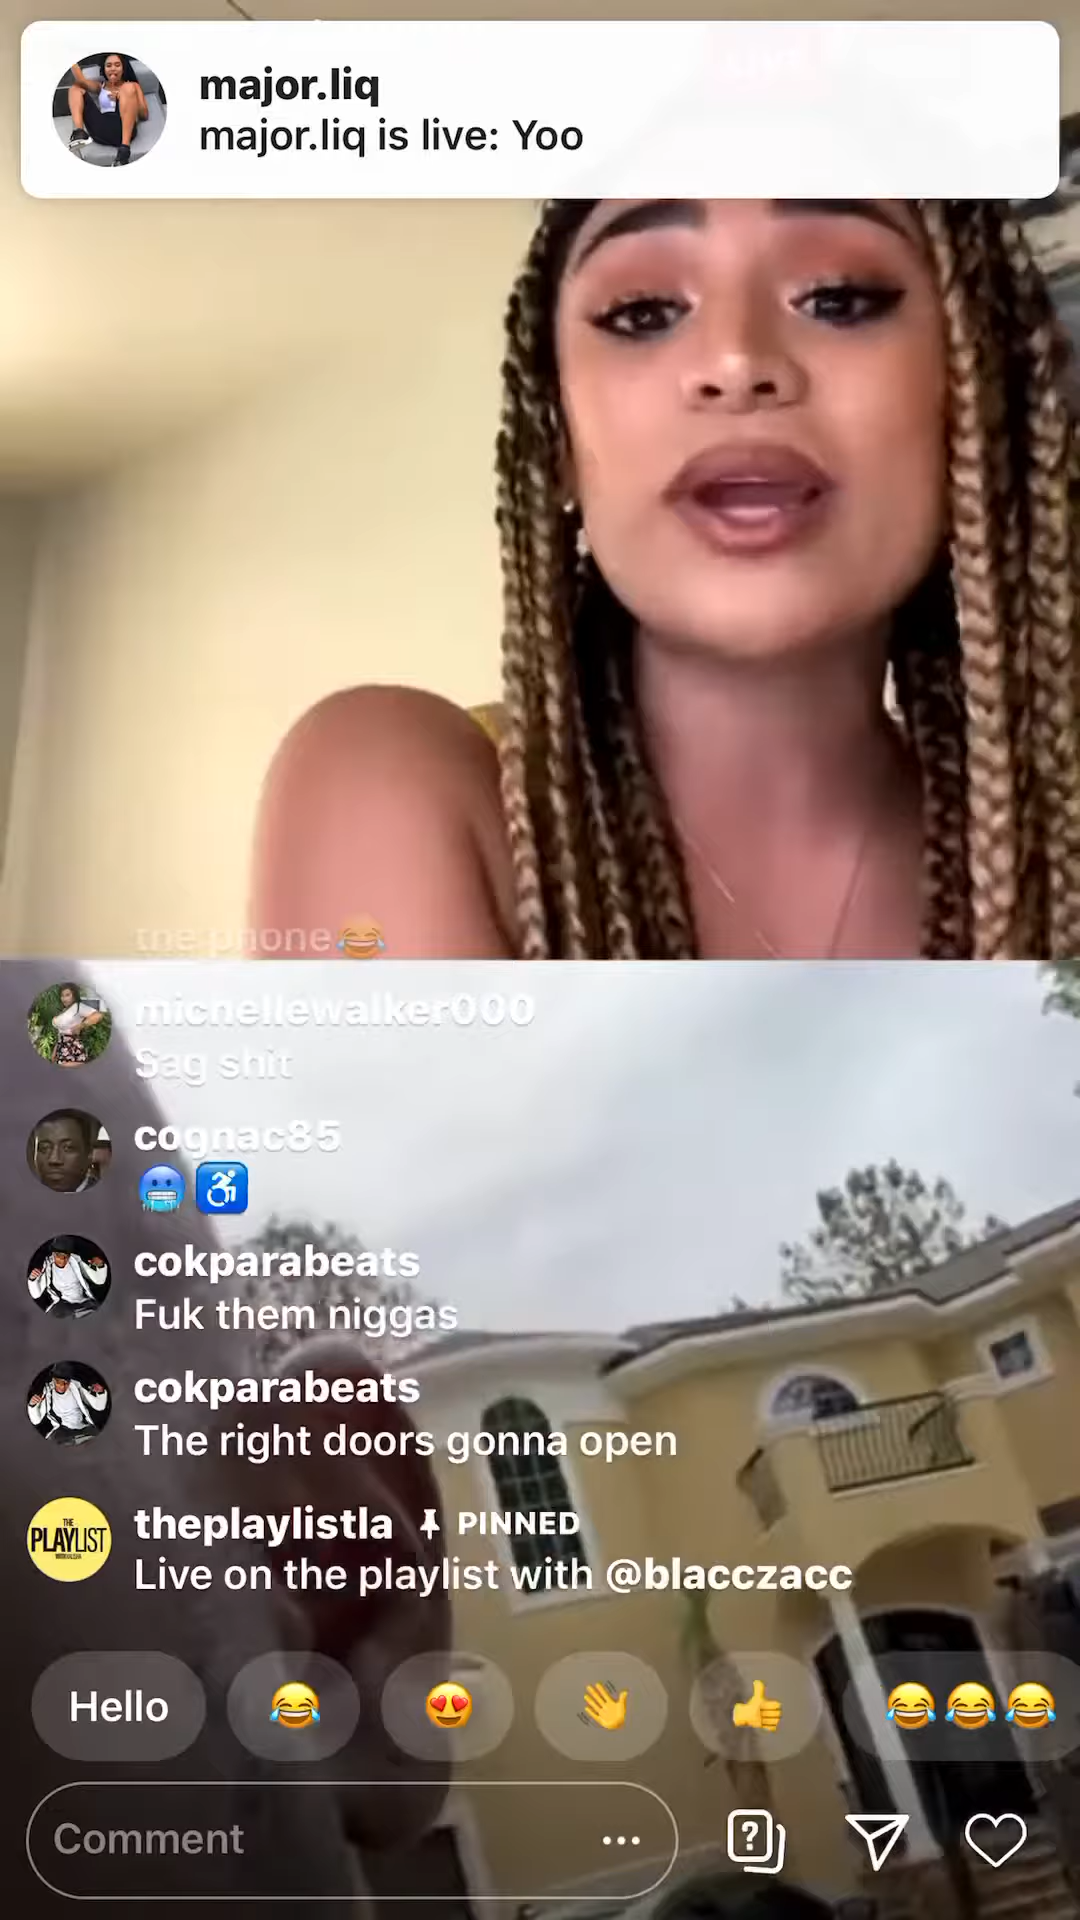 major.liq
major.liq is live: Yoo
the phone😂
michellewalker000
Sag shit
cognac85
🥶♿
cokparabeats
Fuk them niggas
cokparabeats
The right doors gonna open
THE
PLAYLIST
theplaylistla PINNED
Live on the playlist with @blacczacc
Hello 😂 😍 👋 👍 😂😂😂
Comment ...
?